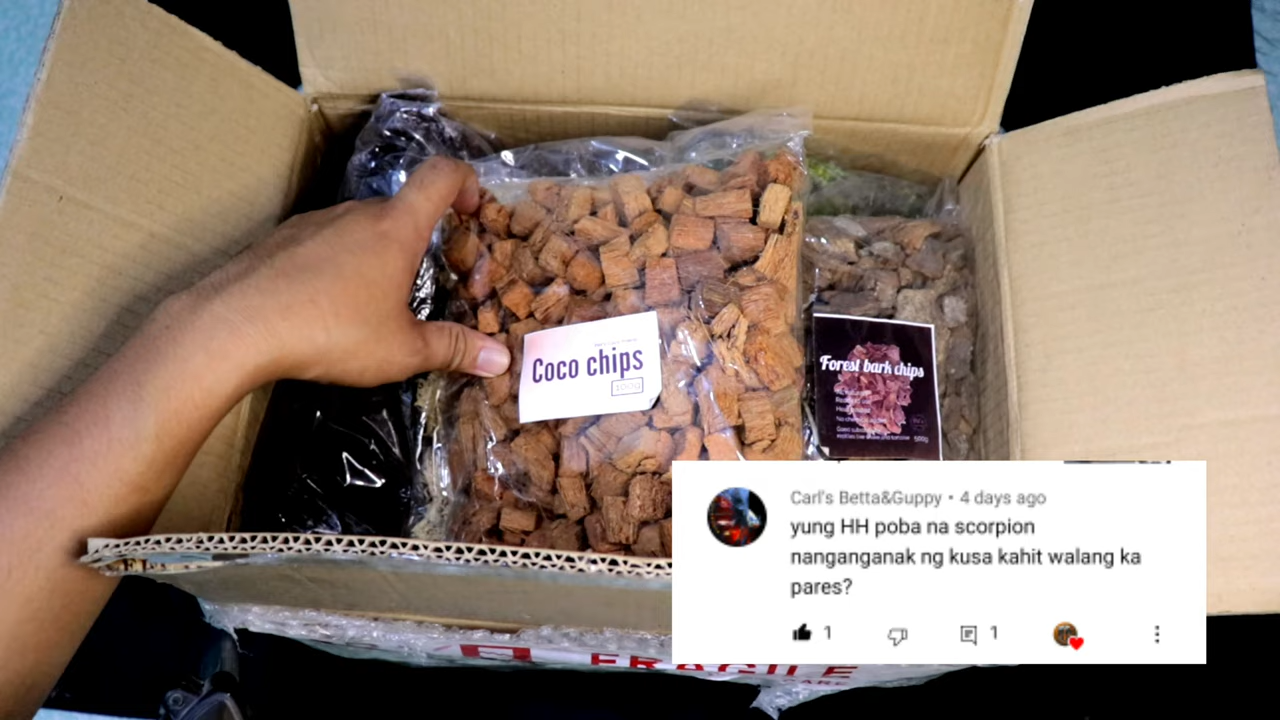 Coco chips
100g
Forest bark chips
500g
Carl's Betta&Guppy • 4 days ago
yung HH poba na scorpion
nanganganak ng kusa kahit walang ka
pares?
1
1
FRAGILE